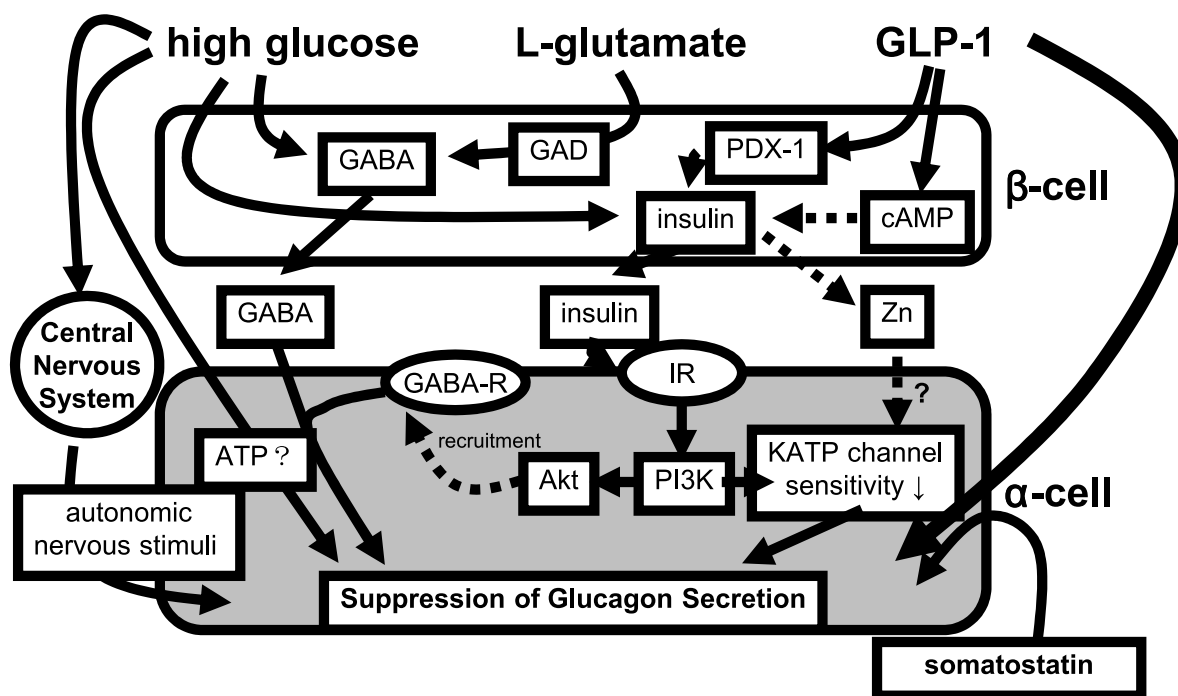 high glucose
L-glutamate
GLP-1
GABA
GAD
PDX-1
insulin
cAMP
β-cell
GABA
insulin
Zn
Central
Nervous
System
GABA-R
IR
?
recruitment
ATP ?
Akt
PI3K
KATP channel
sensitivity ↓
α-cell
autonomic
nervous stimuli
Suppression of Glucagon Secretion
somatostatin